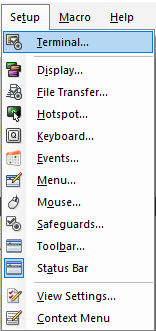 Setup Macro Help
Terminal...
Display...
File Transfer...
Hotspot...
Keyboard...
Events...
Menu...
Mouse...
Safeguards...
Toolbar...
Status Bar
View Settings...
Context Menu